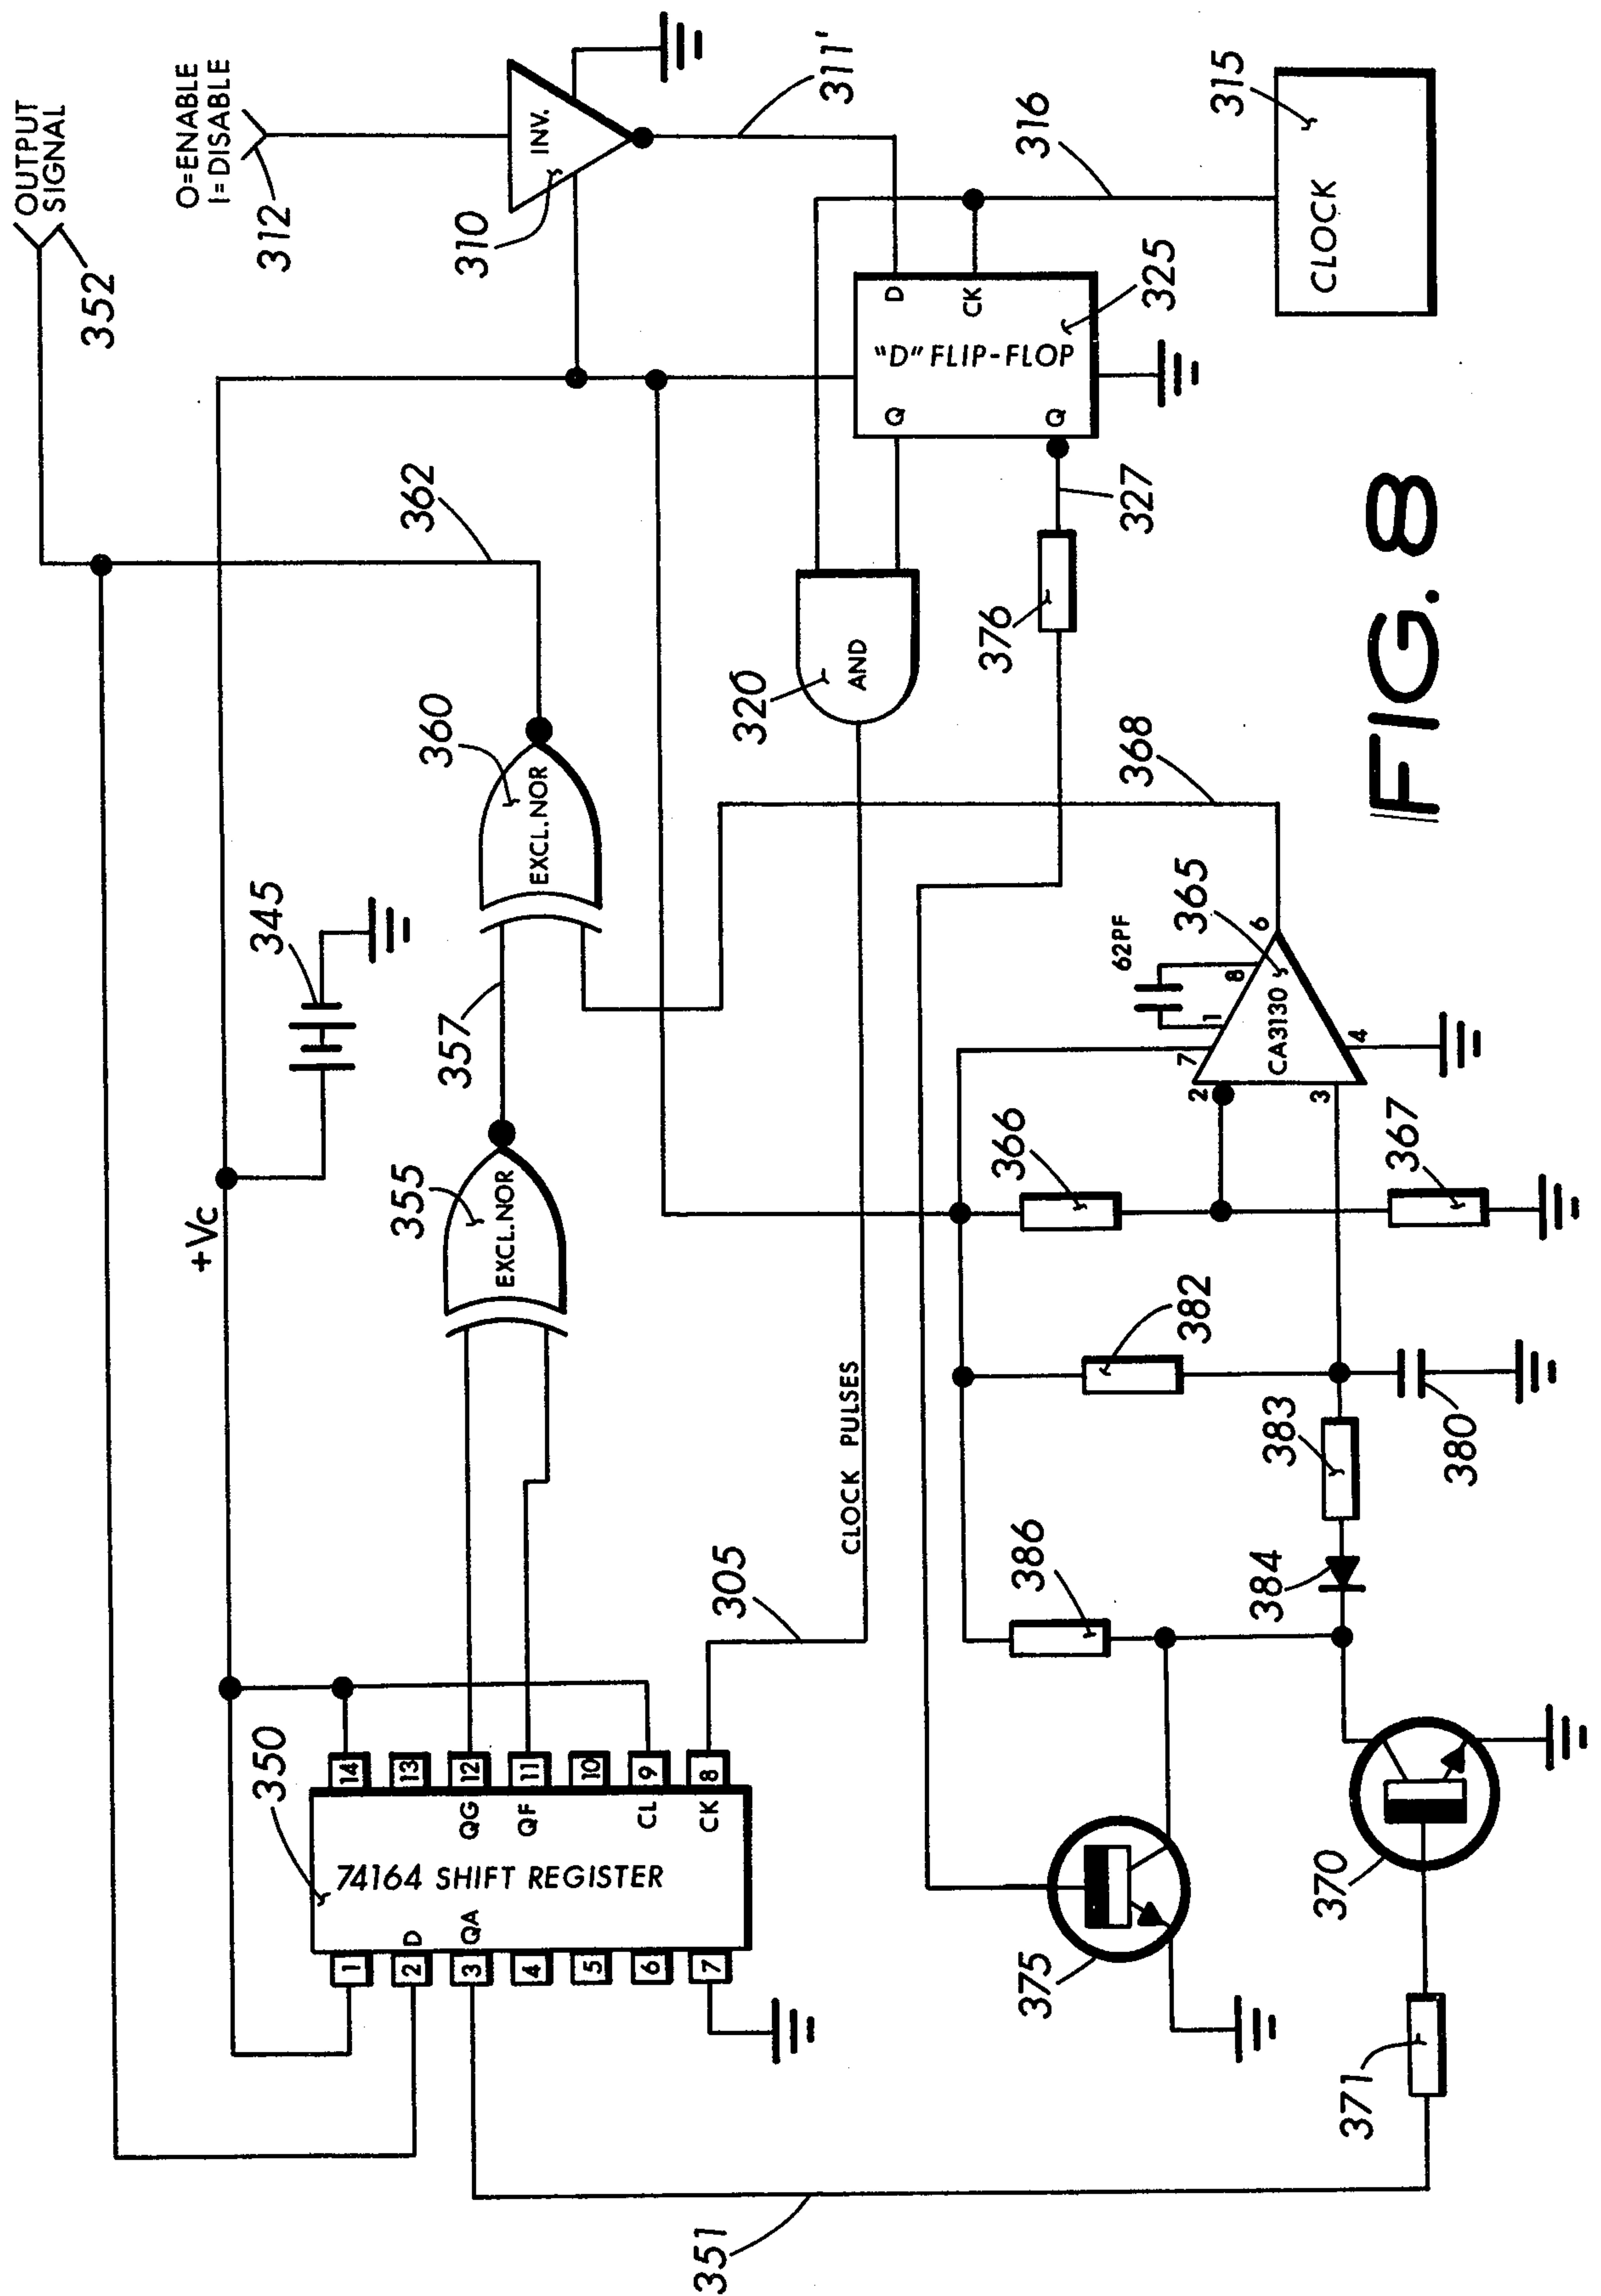 OUTPUT
SIGNAL
352
O=ENABLE
I=DISABLE
312
INV.
310
311'
316
315
CLOCK
D
CK
"D" FLIP-FLOP
Q
Q
325
327
376
362
360
EXCL.NOR
320
AND
368
345
357
355
EXCL.NOR
+Vc
62PF
365
CA3130
1
2
3
4
6
7
8
366
367
382
383
380
384
386
CLOCK PULSES
305
350
14
13
12
11
10
9
8
QG
QF
CL
CK
74164 SHIFT REGISTER
D
QA
1
2
3
4
5
6
7
375
370
371
351
FIG. 8